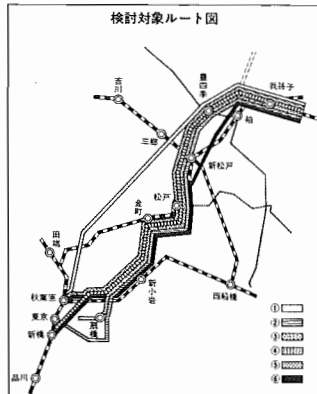 検討対象ルート図
豊四季
我孫子
吉川
柏
三郷
新松戸
松戸
金町
田端
秋葉原
新小岩
西船橋
東京
新橋
品川
①
②
③
④
⑤
⑥